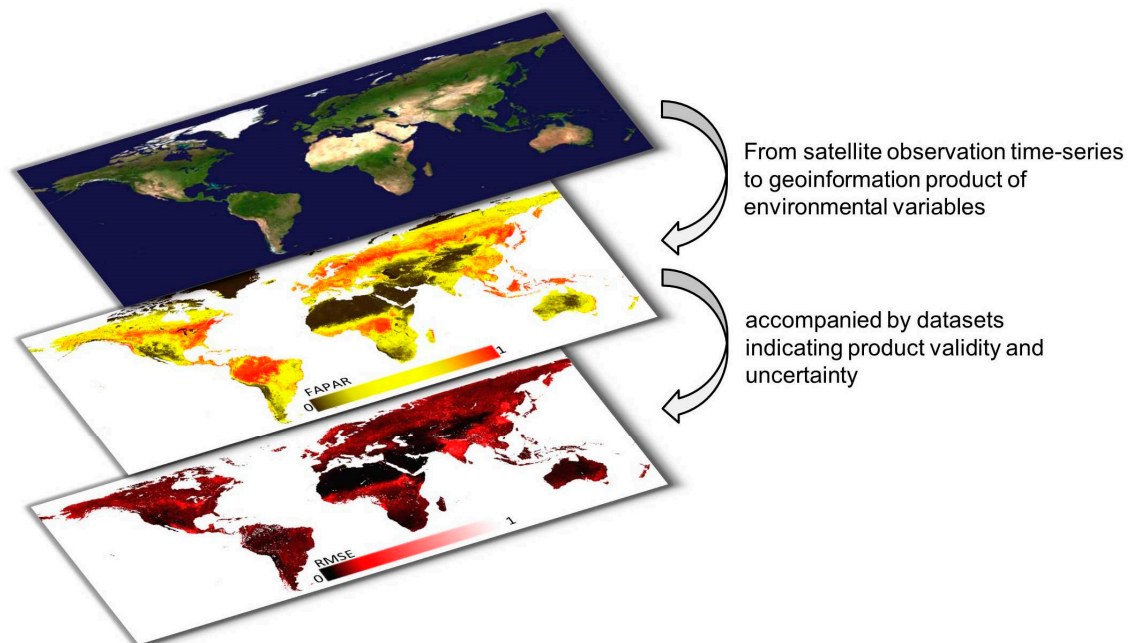 From satellite observation time-series
to geoinformation product of
environmental variables
accompanied by datasets
indicating product validity and
uncertainty
FAPAR
0
1
RMSE
0
1